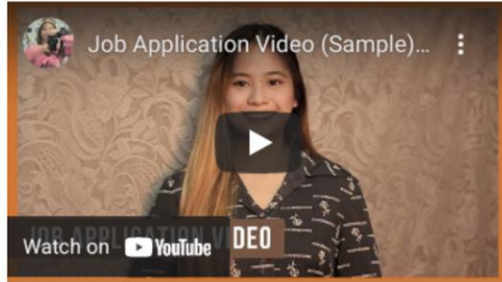 Job Application Video (Sample)...
JOB APPLICATION VIDEO
Watch on YouTube